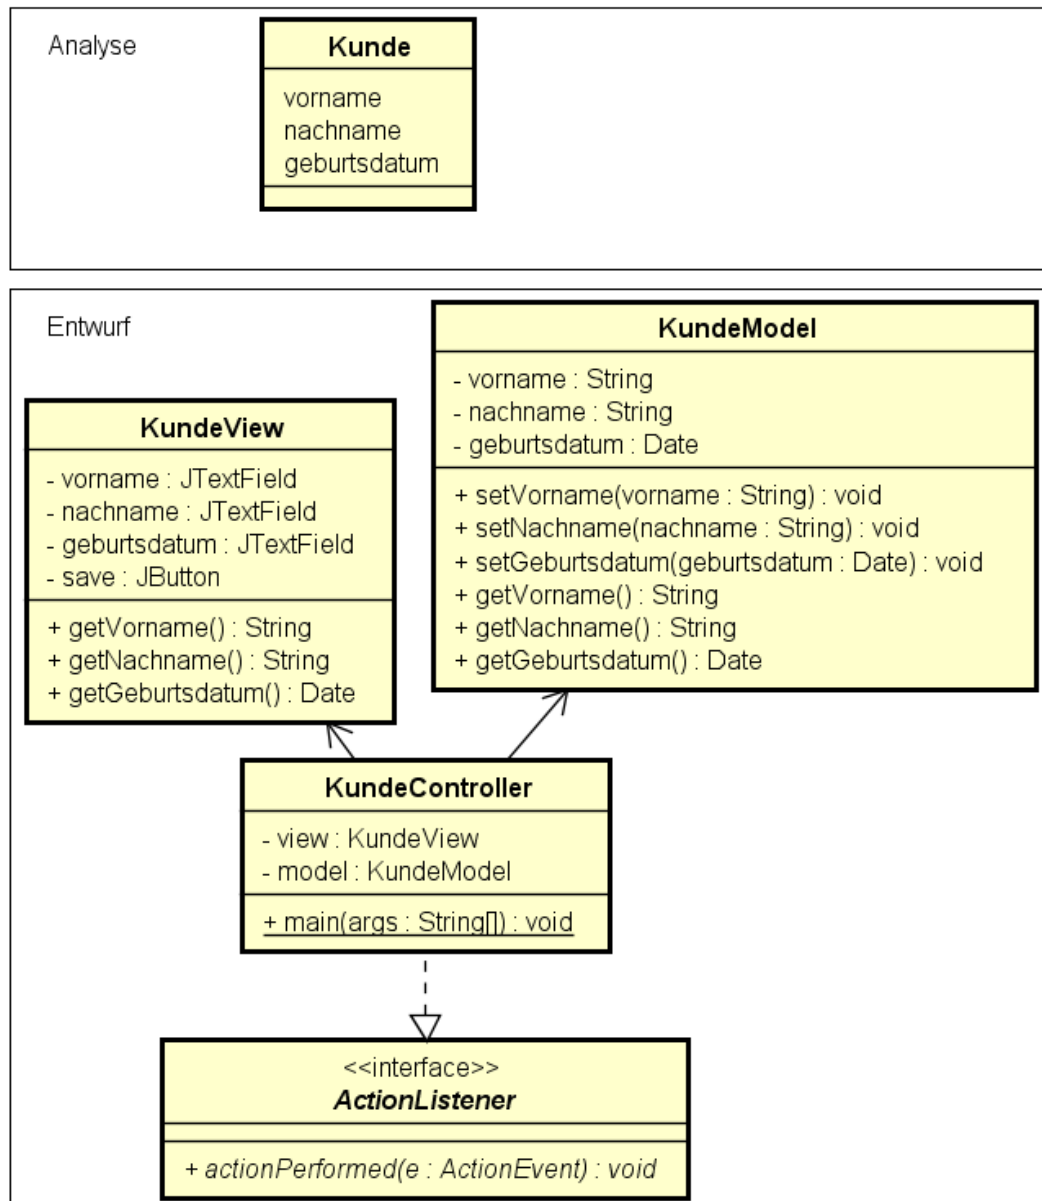 Analyse
Kunde
vorname
nachname
geburtsdatum
Entwurf
KundeModel
- vorname : String
- nachname : String
- geburtsdatum : Date
+ setVorname(vorname : String) : void
+ setNachname(nachname : String) : void
+ setGeburtsdatum(geburtsdatum : Date) : void
+ getVorname() : String
+ getNachname() : String
+ getGeburtsdatum() : Date
KundeView
- vorname : JTextField
- nachname : JTextField
- geburtsdatum : JTextField
- save : JButton
+ getVorname() : String
+ getNachname() : String
+ getGeburtsdatum() : Date
KundeController
- view : KundeView
- model : KundeModel
+ main(args : String[]) : void
<<interface>>
ActionListener
+ actionPerformed(e : ActionEvent) : void